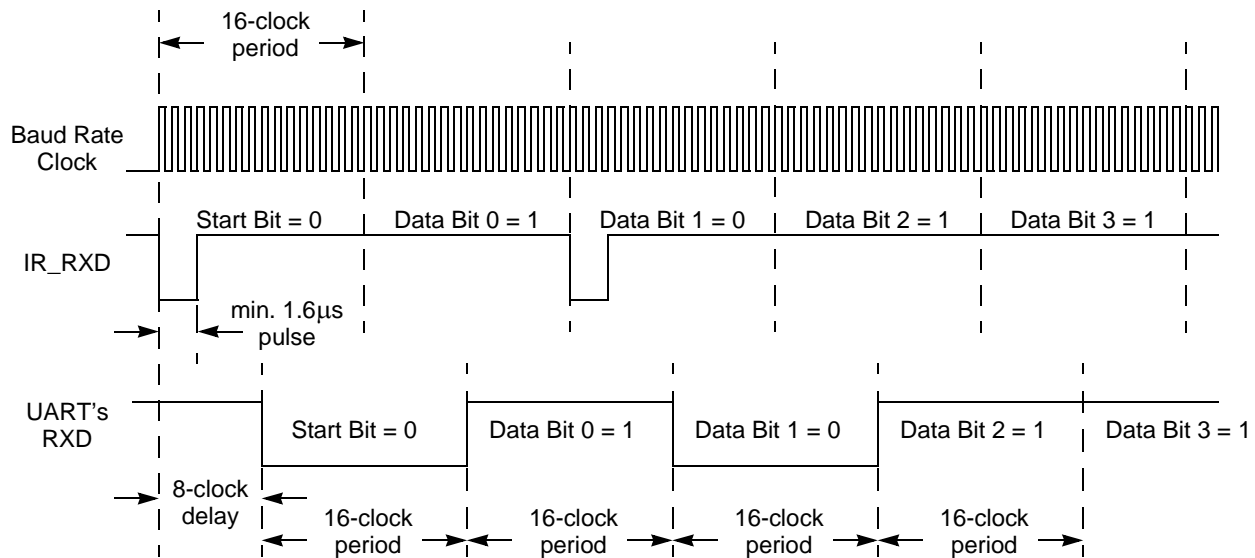 16-clock
period
Baud Rate
Clock
Start Bit = 0
Data Bit 0 = 1
Data Bit 1 = 0
Data Bit 2 = 1
Data Bit 3 = 1
IR_RXD
min. 1.6μs
pulse
UART's
RXD
Start Bit = 0
Data Bit 0 = 1
Data Bit 1 = 0
Data Bit 2 = 1
Data Bit 3 = 1
8-clock
delay
16-clock
period
16-clock
period
16-clock
period
16-clock
period